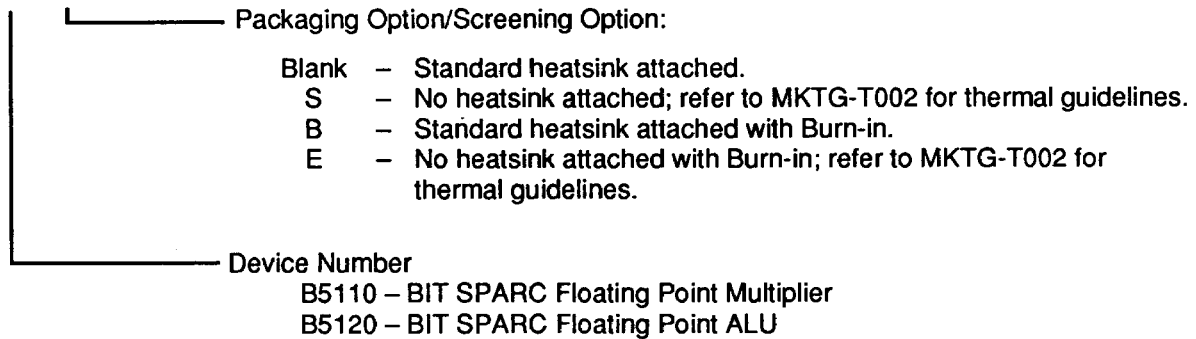 Packaging Option/Screening Option:
Blank – Standard heatsink attached.
S – No heatsink attached; refer to MKTG-T002 for thermal guidelines.
B – Standard heatsink attached with Burn-in.
E – No heatsink attached with Burn-in; refer to MKTG-T002 for
thermal guidelines.
Device Number
B5110 – BIT SPARC Floating Point Multiplier
B5120 – BIT SPARC Floating Point ALU